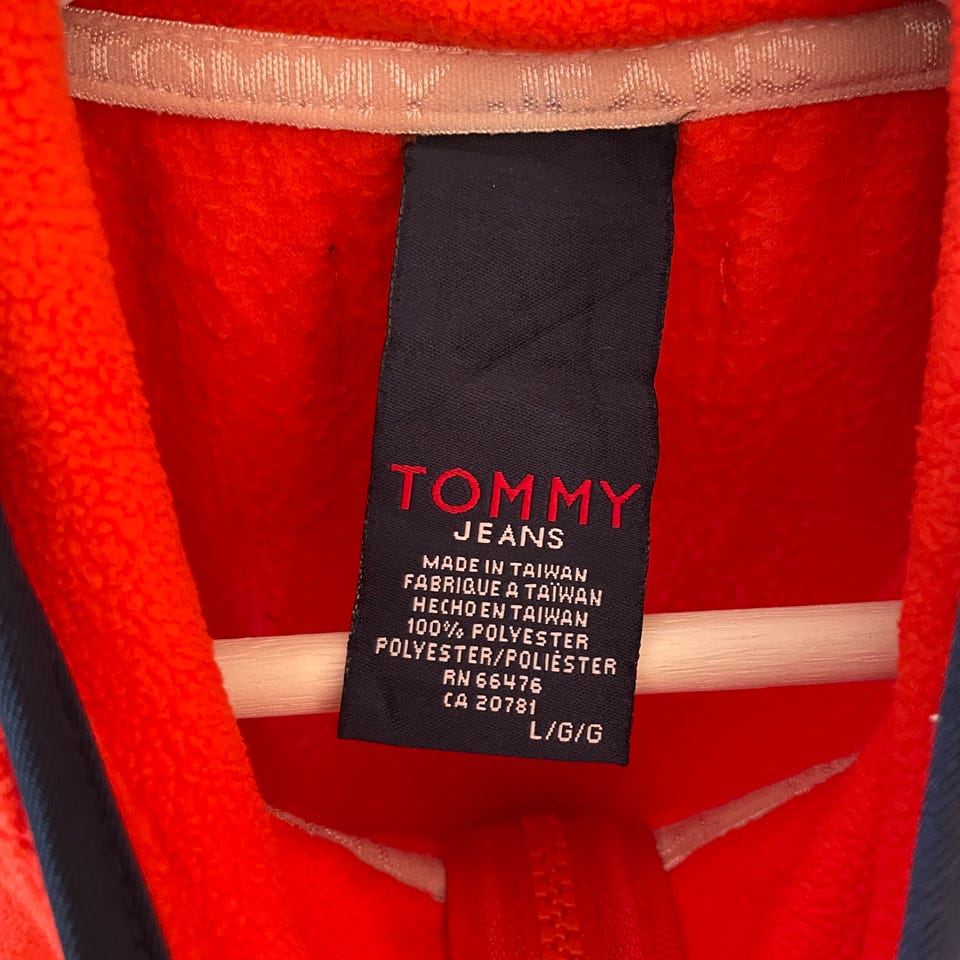 TOMMY JEANS T
TOMMY
JEANS
MADE IN TAIWAN
FABRIQUE A TAÏWAN
HECHO EN TAIWAN
100% POLYESTER
POLYESTER/POLIÈSTER
RN 66476
CA 20781
L/G/G